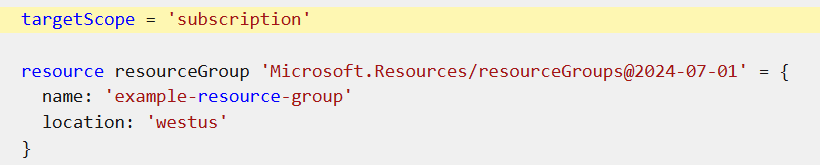 targetScope = 'subscription'
resource resourceGroup 'Microsoft.Resources/resourceGroups@2024-07-01' = {
name: 'example-resource-group'
location: 'westus'
}